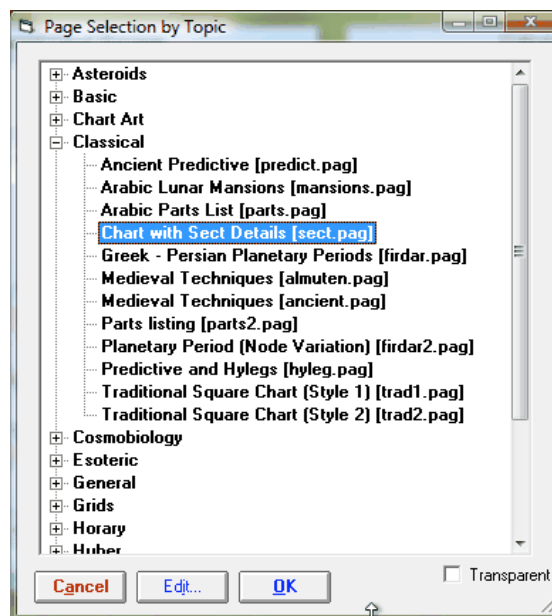 Page Selection by Topic
Asteroids
Basic
Chart Art
Classical
Ancient Predictive [predict.pag]
Arabic Lunar Mansions [mansions.pag]
Arabic Parts List [parts.pag]
Chart with Sect Details [sect.pag]
Greek - Persian Planetary Periods [firdar.pag]
Medieval Techniques [almuten.pag]
Medieval Techniques [ancient.pag]
Parts listing [parts2.pag]
Planetary Period (Node Variation) [firdar2.pag]
Predictive and Hylegs [hyleg.pag]
Traditional Square Chart (Style 1) [trad1.pag]
Traditional Square Chart (Style 2) [trad2.pag]
Cosmobiology
Esoteric
General
Grids
Horary
Huber
Cancel Edit... OK Transparent